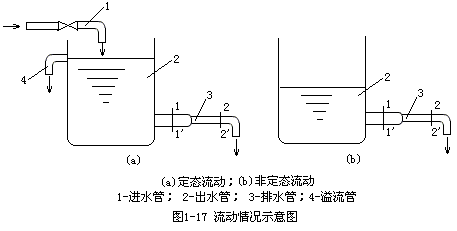 1
4
2
1
3
2
1'
2'
(a)
2
1
3
2
1'
2'
(b)
(a)定态流动；(b)非定态流动
1-进水管； 2-出水管； 3-排水管；4-溢流管
图1-17 流动情况示意图